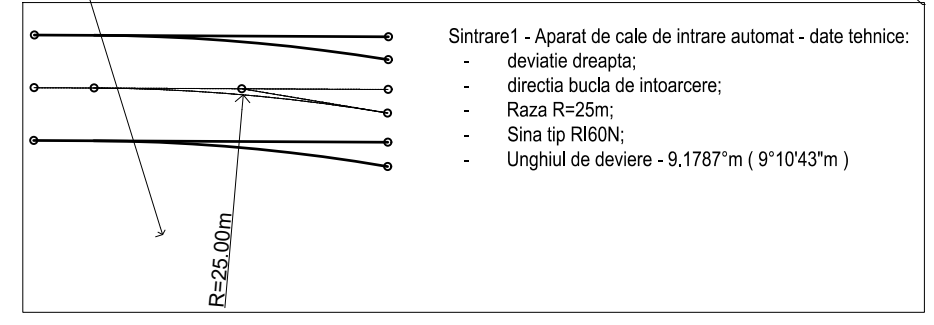 Sintrare1 - Aparat de cale de intrare automat - date tehnice:
- deviatie dreapta;
- directia bucla de intoarcere;
- Raza R=25m;
- Sina tip RI60N;
- Unghiul de deviere - 9.1787°m ( 9°10'43"m )
R=25.00m